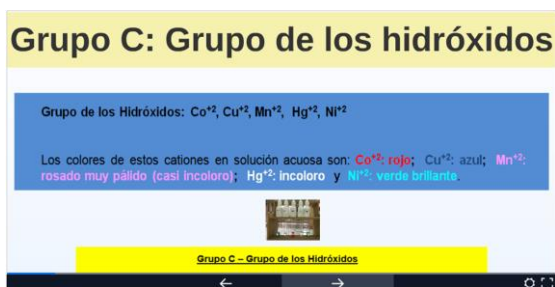 Grupo C: Grupo de los hidróxidos
Grupo de los Hidróxidos: Co⁺², Cu⁺², Mn⁺², Hg⁺², Ni⁺²
Los colores de estos cationes en solución acuosa son: Co⁺²: rojo; Cu⁺²: azul; Mn⁺²:
rosado muy pálido (casi incoloro); Hg⁺²: incoloro y Ni⁺²: verde brillante.
Grupo C – Grupo de los Hidróxidos